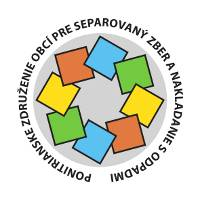 PONITRIANSKE ZDRUŽENIE OBCÍ PRE SEPAROVANÝ ZBER A NAKLADANIE S ODPADMI